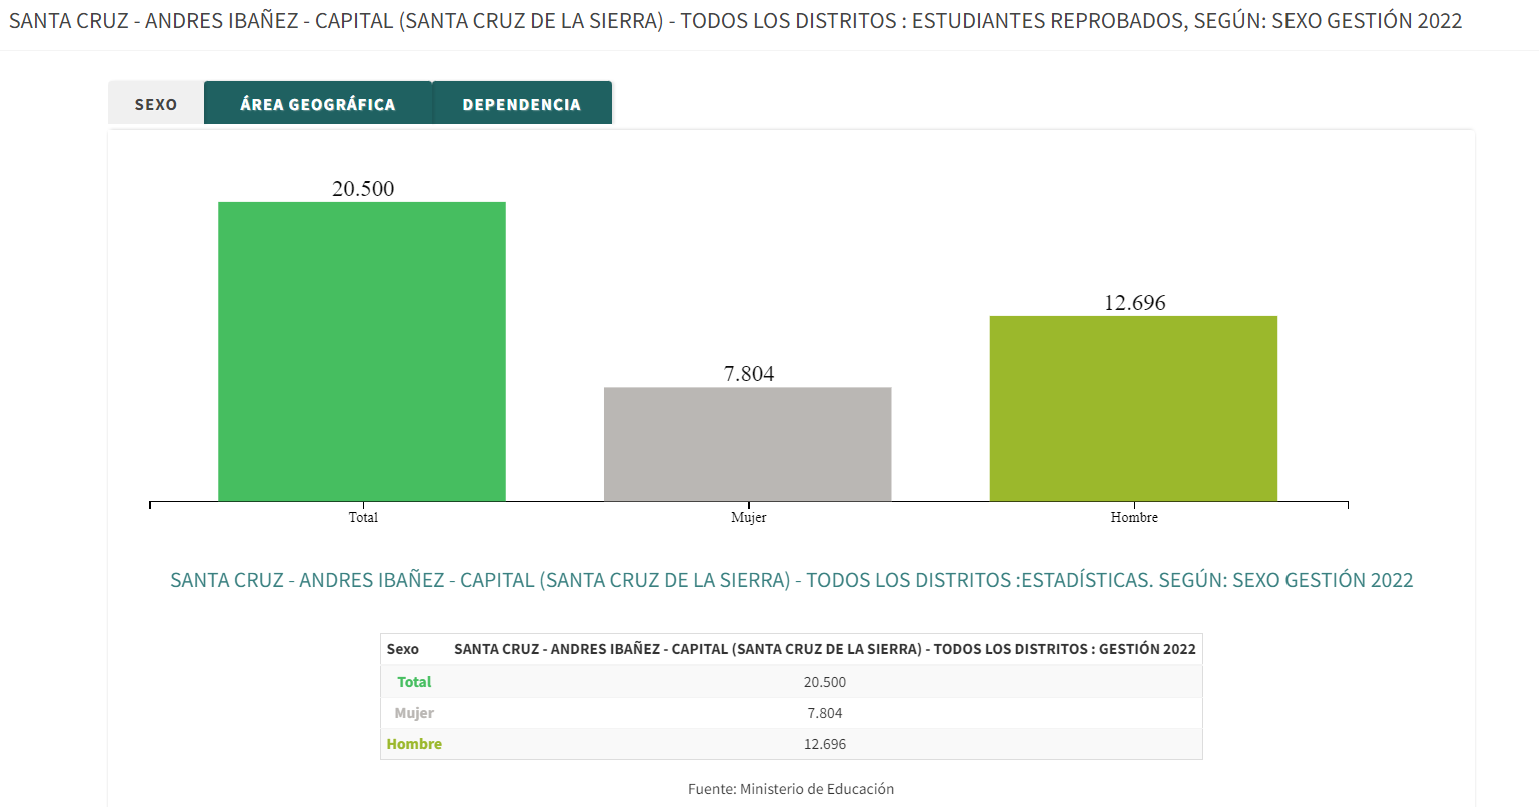 SANTA CRUZ - ANDRES IBAÑEZ - CAPITAL (SANTA CRUZ DE LA SIERRA) - TODOS LOS DISTRITOS : ESTUDIANTES REPROBADOS, SEGÚN: SEXO GESTIÓN 2022
SEXO ÁREA GEOGRÁFICA DEPENDENCIA
20.500
12.696
7.804
Total Mujer Hombre
SANTA CRUZ - ANDRES IBAÑEZ - CAPITAL (SANTA CRUZ DE LA SIERRA) - TODOS LOS DISTRITOS :ESTADÍSTICAS. SEGÚN: SEXO GESTIÓN 2022
Sexo SANTA CRUZ - ANDRES IBAÑEZ - CAPITAL (SANTA CRUZ DE LA SIERRA) - TODOS LOS DISTRITOS : GESTIÓN 2022
Total 20.500
Mujer 7.804
Hombre 12.696
Fuente: Ministerio de Educación